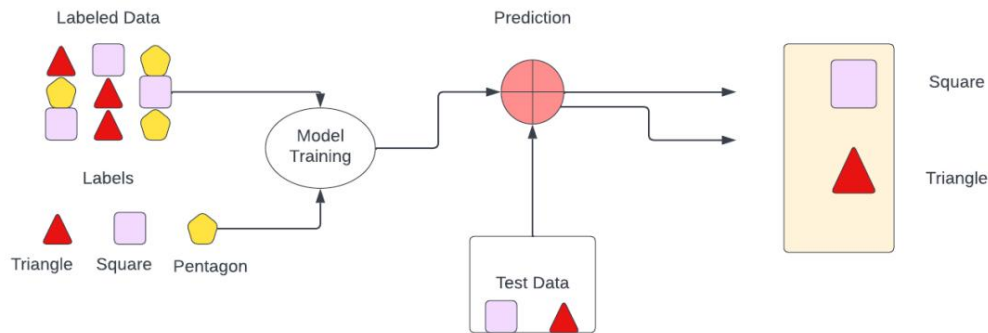 Labeled Data
Prediction
Model
Training
Square
Labels
Triangle
Triangle Square Pentagon
Test Data